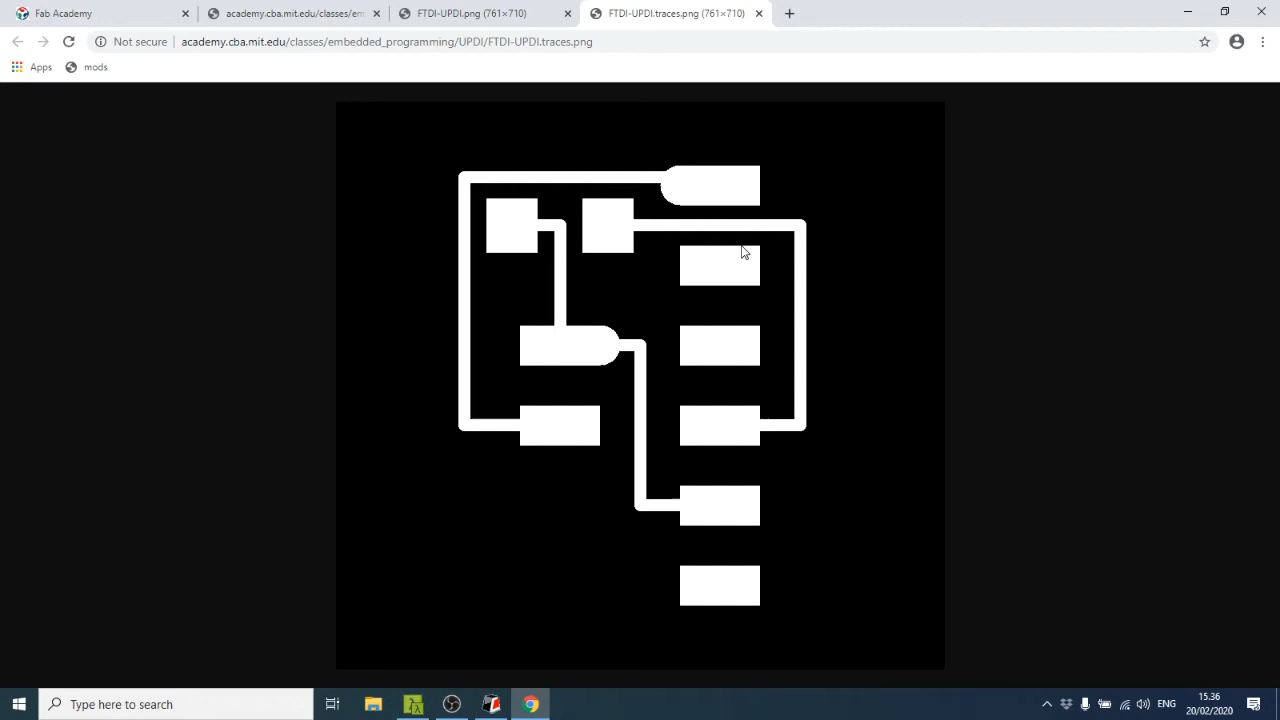 Fab Academy
academy.cba.mit.edu/classes/em
FTDI-UPDI.png (761×710)
FTDI-UPDI.traces.png (761×710)
Not secure
academy.cba.mit.edu/classes/embedded_programming/UPDI/FTDI-UPDI.traces.png
Apps
mods
Type here to search
ENG
15.36
20/02/2020